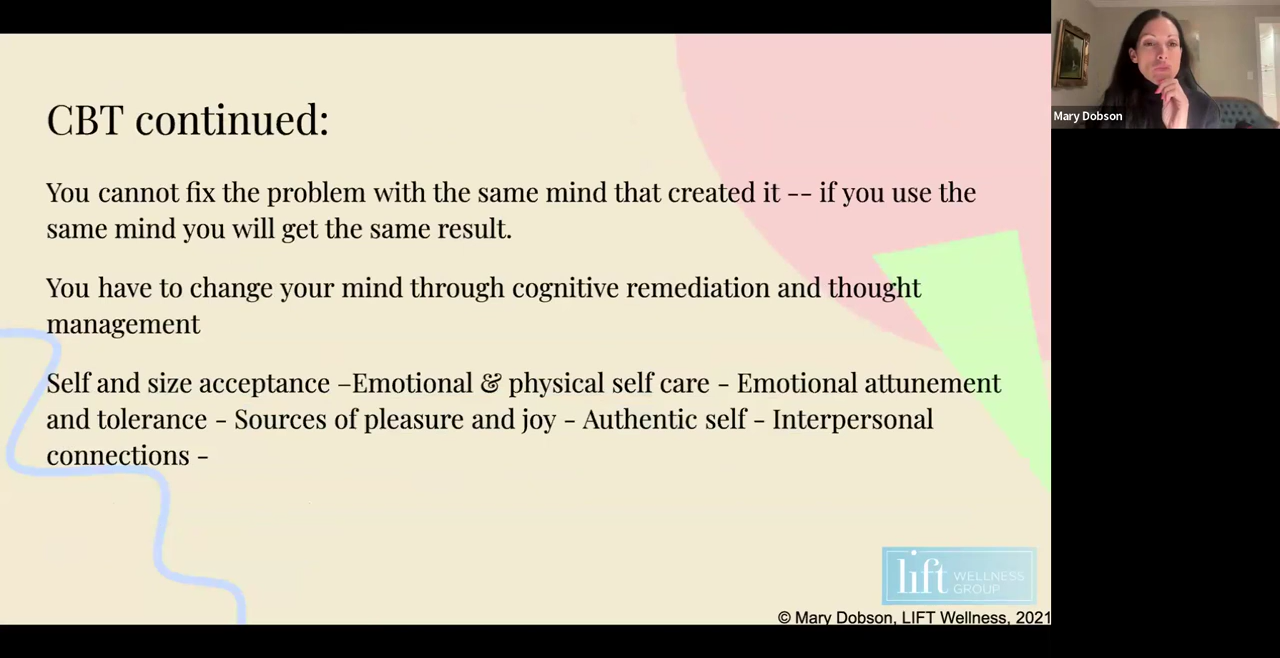 CBT continued:
You cannot fix the problem with the same mind that created it -- if you use the
same mind you will get the same result.
You have to change your mind through cognitive remediation and thought
management
Self and size acceptance –Emotional & physical self care - Emotional attunement
and tolerance - Sources of pleasure and joy - Authentic self - Interpersonal
connections -
lift WELLNESS
GROUP
© Mary Dobson, LIFT Wellness, 2021
Mary Dobson